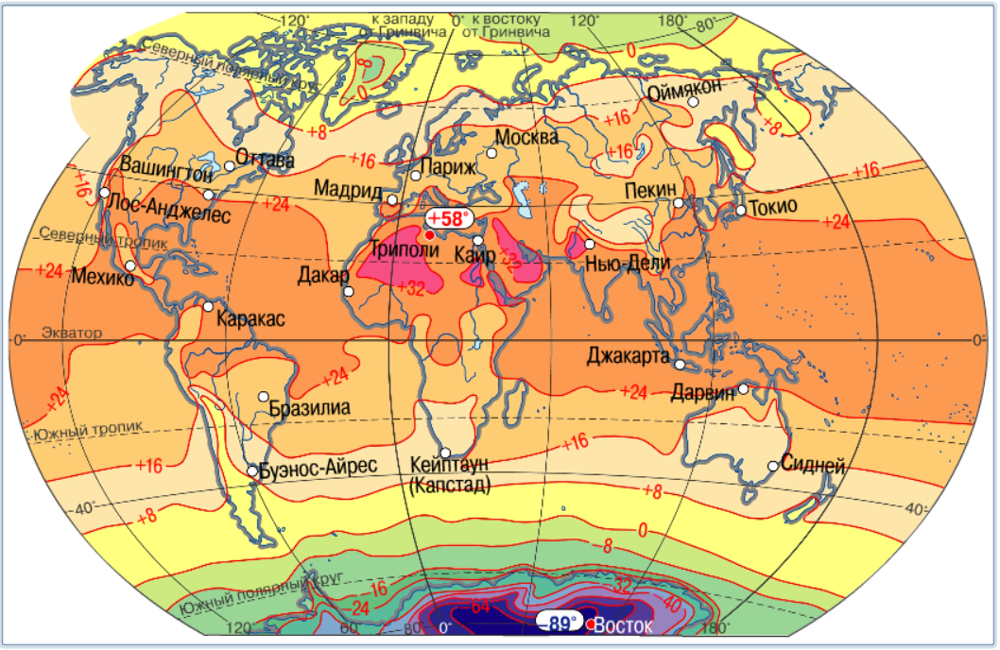 120° к западу 0° к востоку 120° 180° 80°
от Гринвича от Гринвича
Северный полярный круг
-8
0
0
Оймякон
+8
+16
+8
Москва
+16
+16
Оттава
Париж
Вашингтон
+16
+16
Мадрид
Пекин
Лос-Анджелес
+24
Токио
+24
+58°
Северный тропик
Триполи
Каир
+32
Нью-Дели
+24
Мехико
Дакар
+32
Каракас
Экватор
0°
0°
Джакарта
+24
+24
+24
Дарвин
Бразилиа
Южный тропик
+16
+16
Буэнос-Айрес
Кейптаун
(Капстад)
Сидней
+8
40°
40°
+8
0
-8
Южный полярный круг
-16
-24
-32
40
-64
-89°
Восток
120° 60° 80° 0° 180°